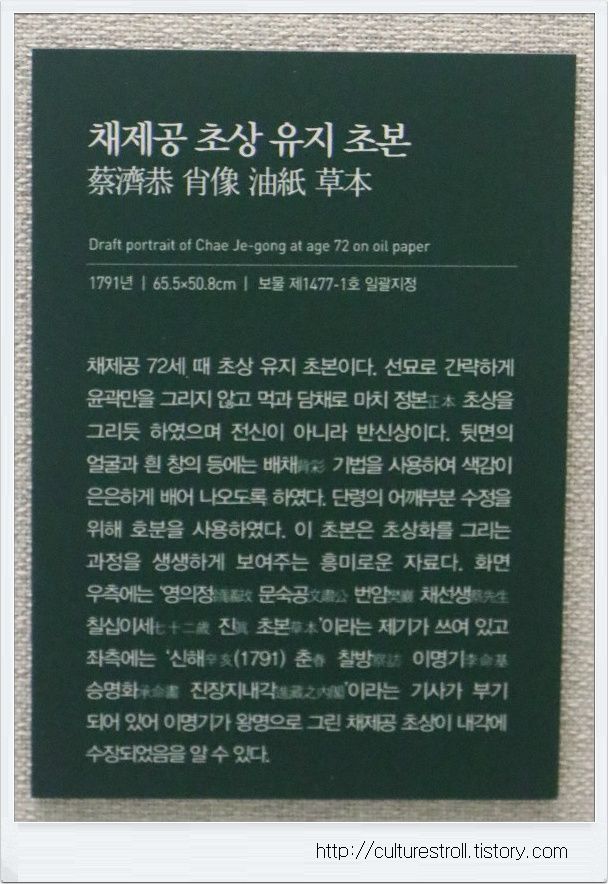 채제공 초상 유지 초본
蔡濟恭 肖像 油紙 草本
Draft portrait of Chae Je-gong at age 72 on oil paper
1791년 | 65.5×50.8cm | 보물 제1477-1호 일괄지정
채제공 72세 때 초상 유지 초본이다. 선묘로 간략하게
윤곽만을 그리지 않고 먹과 담채로 마치 정본正本 초상을
그리듯 하였으며 전신이 아니라 반신상이다. 뒷면의
얼굴과 흰 창의 등에는 배채背彩 기법을 사용하여 색감이
은은하게 배어 나오도록 하였다. 단령의 어깨부분 수정을
위해 호분을 사용하였다. 이 초본은 초상화를 그리는
과정을 생생하게 보여주는 흥미로운 자료다. 화면
우측에는 '영의정領議政 문숙공文肅公 번암樊巖 채선생蔡先生
칠십이세七十二歲 진眞 초본草本'이라는 제기가 쓰여 있고
좌측에는 '신해辛亥(1791) 춘春 찰방察訪 이명기李命基
승명화承命畵 진장지내각進藏之內閣'이라는 기사가 부기
되어 있어 이명기가 왕명으로 그린 채제공 초상이 내각에
수장되었음을 알 수 있다.
http://culturestroll.tistory.com